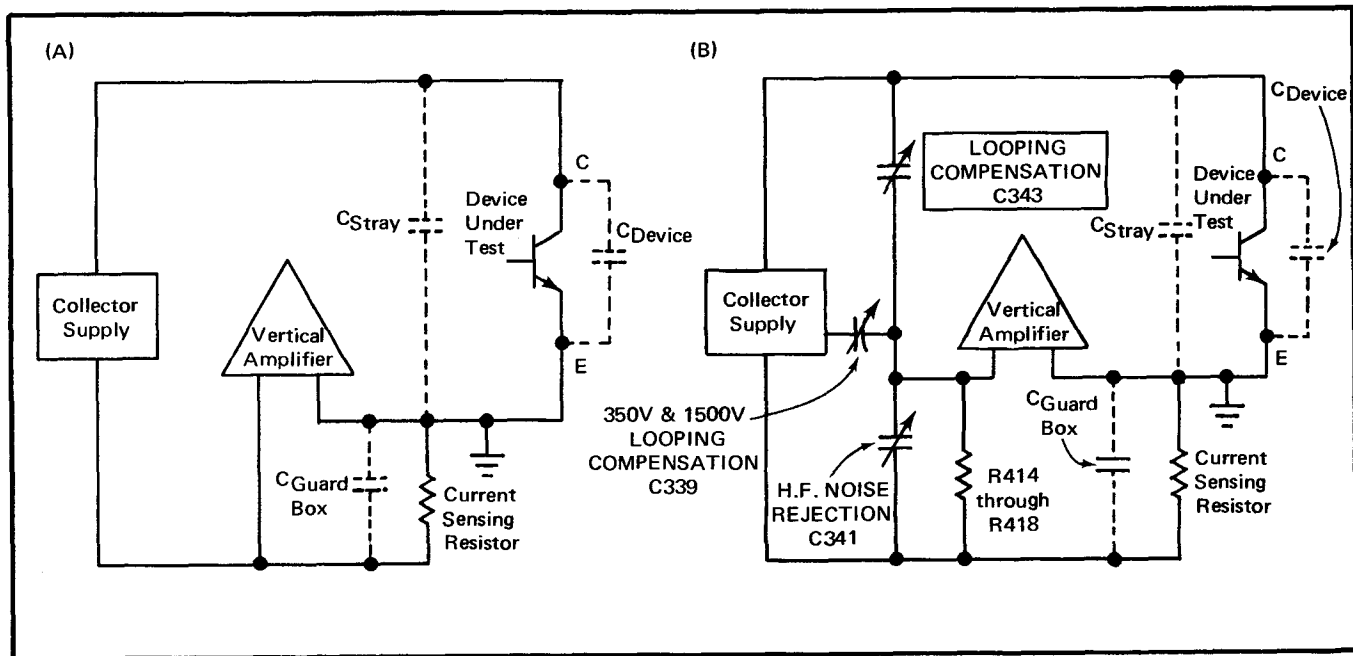 (A)
Collector
Supply
Vertical
Amplifier
CStray
Device
Under
Test
C
E
CDevice
CGuard
Box
Current
Sensing
Resistor
(B)
Collector
Supply
350V & 1500V
LOOPING
COMPENSATION
C339
LOOPING
COMPENSATION
C343
H.F. NOISE
REJECTION
C341
R414
through
R418
Vertical
Amplifier
CStray
CGuard
Box
Device
Under
Test
C
E
CDevice
Current
Sensing
Resistor